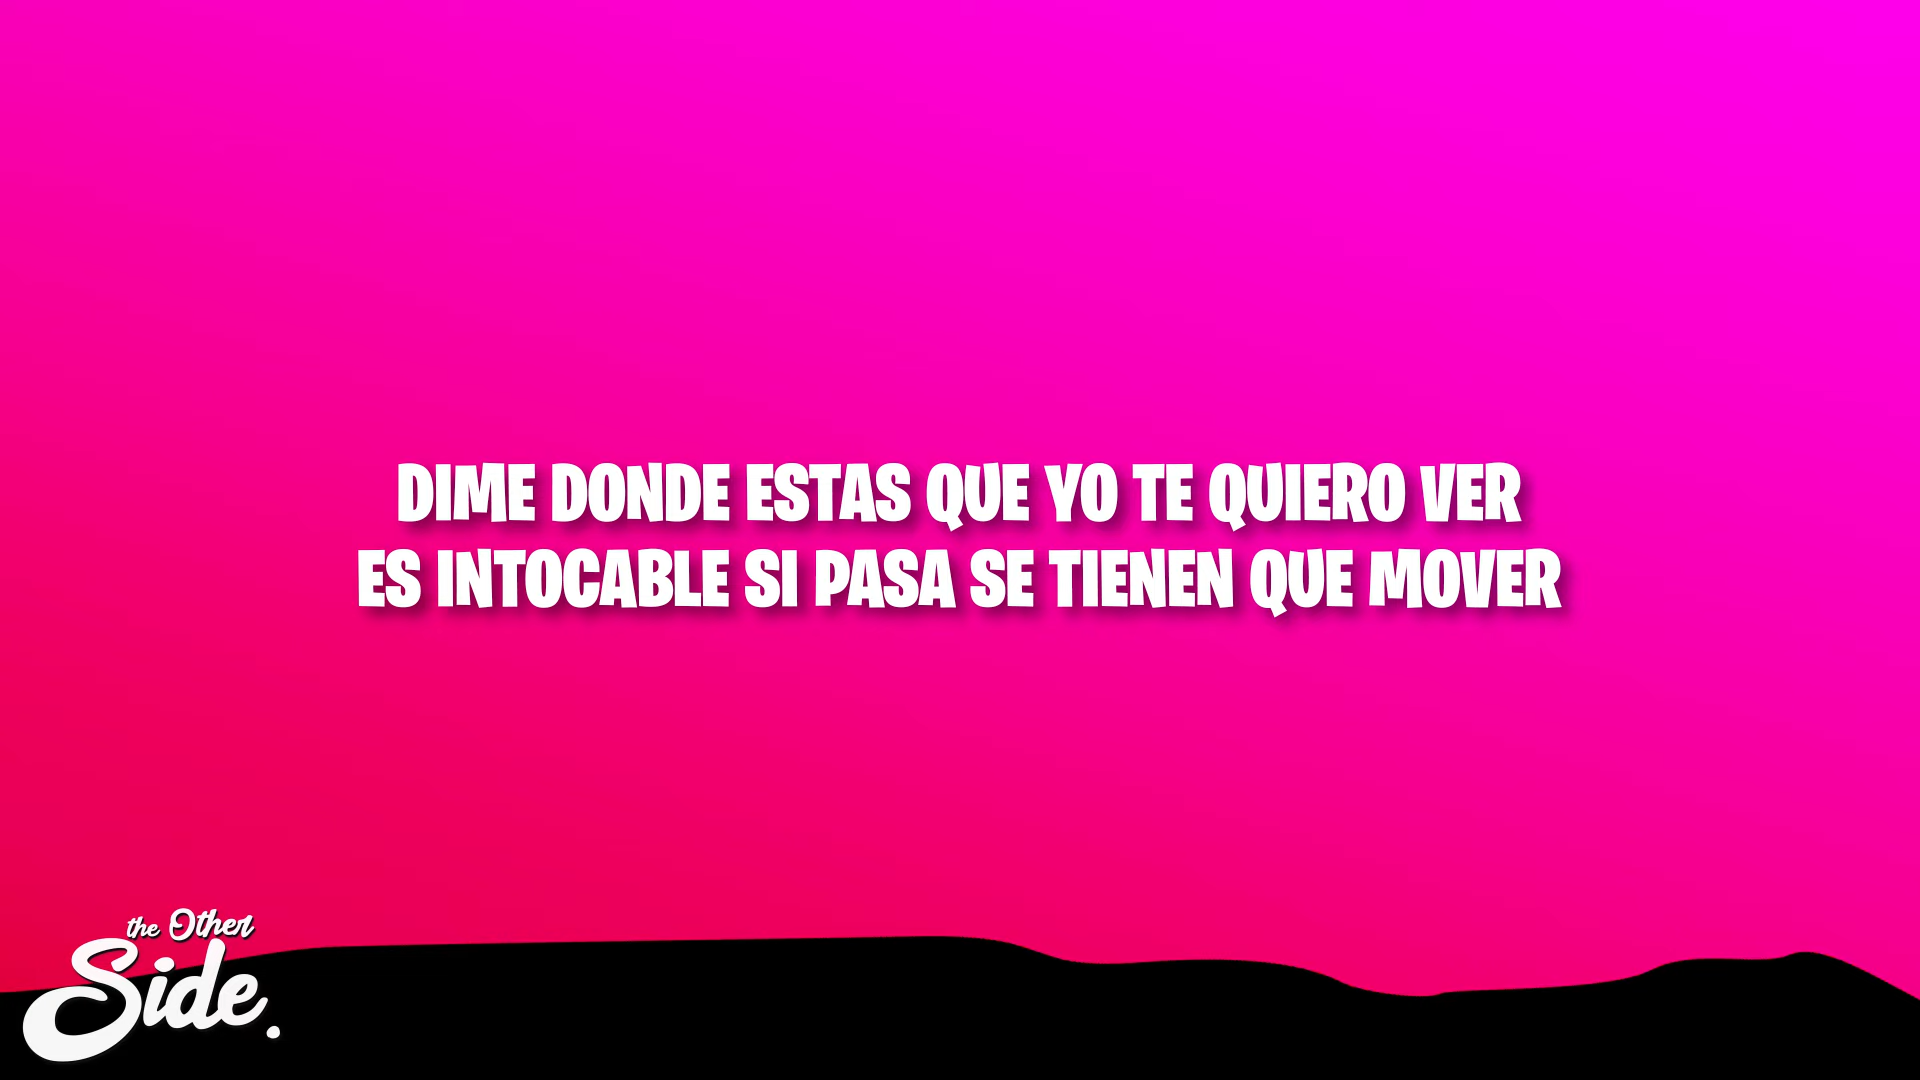 DIME DONDE ESTAS QUE YO TE QUIERO VER
ES INTOCABLE SI PASA SE TIENEN QUE MOVER
the Other
Side.